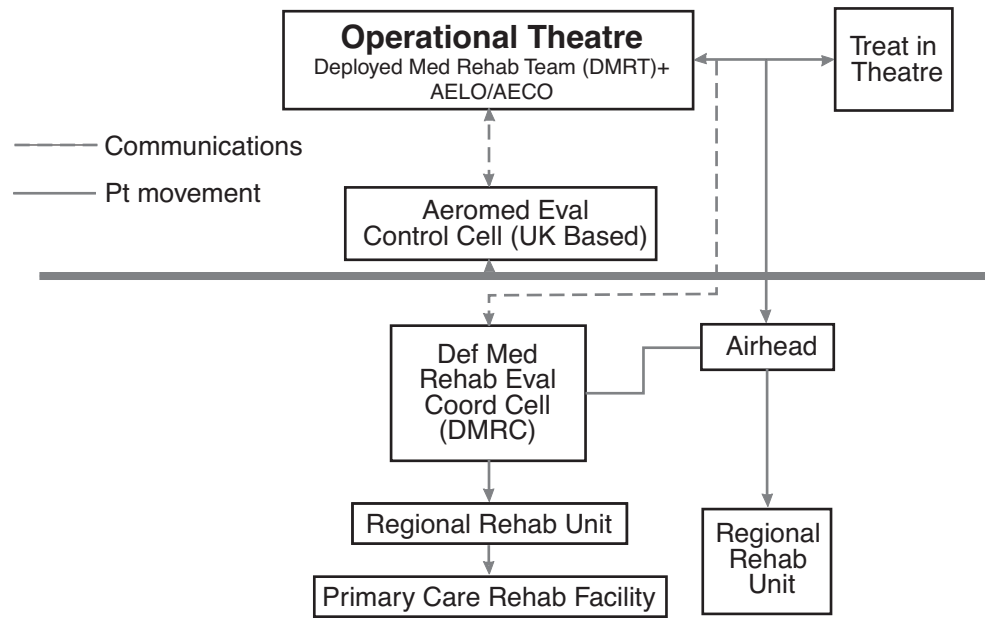 Operational Theatre
Deployed Med Rehab Team (DMRT)+
AELO/AECO
Treat in
Theatre
Communications
Pt movement
Aeromed Eval
Control Cell (UK Based)
Def Med
Rehab Eval
Coord Cell
(DMRC)
Airhead
Regional Rehab Unit
Primary Care Rehab Facility
Regional
Rehab
Unit